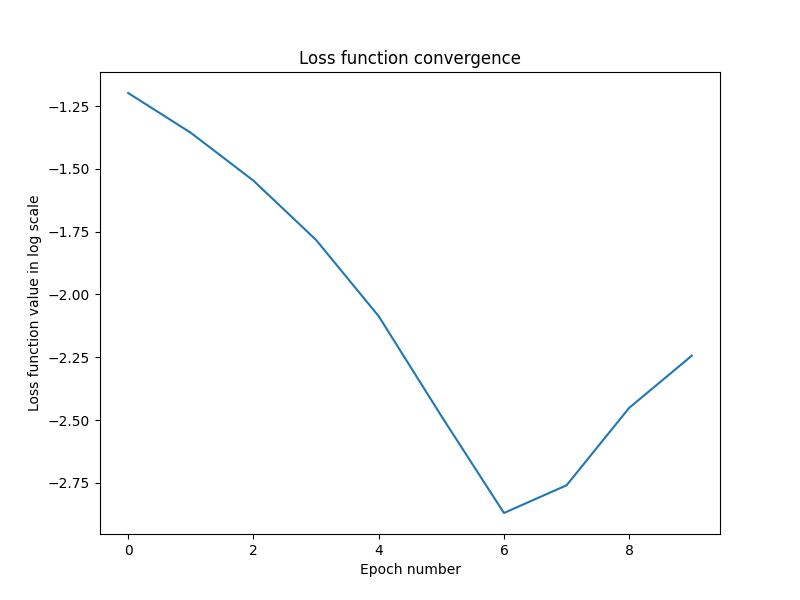 Loss function convergence
Loss function value in log scale
−1.25
−1.50
−1.75
−2.00
−2.25
−2.50
−2.75
0 2 4 6 8
Epoch number